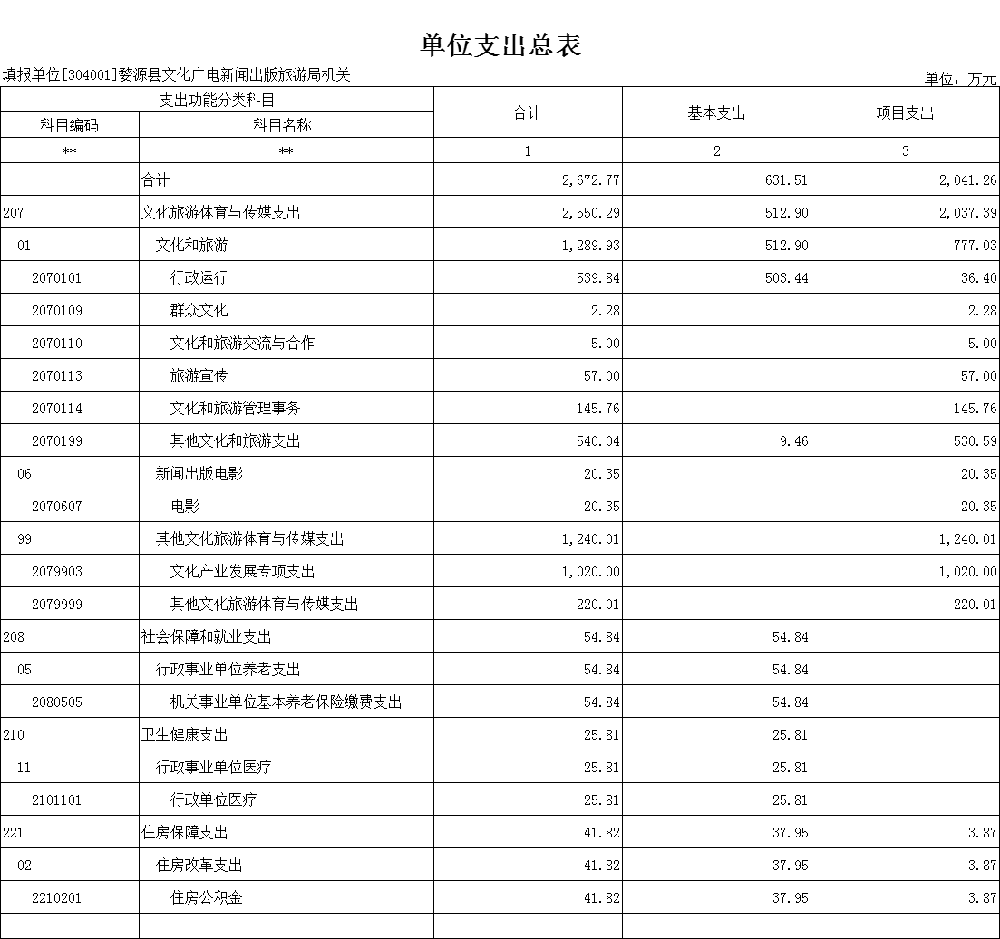 单位支出总表
填报单位[304001]婺源县文化广电新闻出版旅游局机关 单位：万元
支出功能分类科目 合计 基本支出 项目支出
科目编码 科目名称
** ** 1 2 3
合计 2,672.77 631.51 2,041.26
207 文化旅游体育与传媒支出 2,550.29 512.90 2,037.39
01 文化和旅游 1,289.93 512.90 777.03
2070101 行政运行 539.84 503.44 36.40
2070109 群众文化 2.28 2.28
2070110 文化和旅游交流与合作 5.00 5.00
2070113 旅游宣传 57.00 57.00
2070114 文化和旅游管理事务 145.76 145.76
2070199 其他文化和旅游支出 540.04 9.46 530.59
06 新闻出版电影 20.35 20.35
2070607 电影 20.35 20.35
99 其他文化旅游体育与传媒支出 1,240.01 1,240.01
2079903 文化产业发展专项支出 1,020.00 1,020.00
2079999 其他文化旅游体育与传媒支出 220.01 220.01
208 社会保障和就业支出 54.84 54.84
05 行政事业单位养老支出 54.84 54.84
2080505 机关事业单位基本养老保险缴费支出 54.84 54.84
210 卫生健康支出 25.81 25.81
11 行政事业单位医疗 25.81 25.81
2101101 行政单位医疗 25.81 25.81
221 住房保障支出 41.82 37.95 3.87
02 住房改革支出 41.82 37.95 3.87
2210201 住房公积金 41.82 37.95 3.87